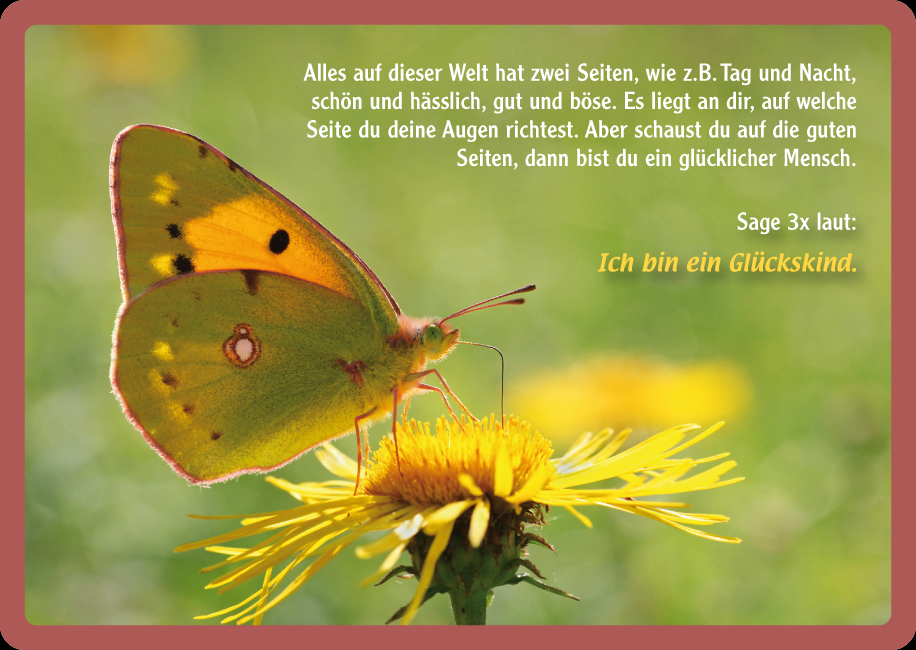 Alles auf dieser Welt hat zwei Seiten, wie z.B. Tag und Nacht,
schön und hässlich, gut und böse. Es liegt an dir, auf welche
Seite du deine Augen richtest. Aber schaust du auf die guten
Seiten, dann bist du ein glücklicher Mensch.
Sage 3x laut:
Ich bin ein Glückskind.